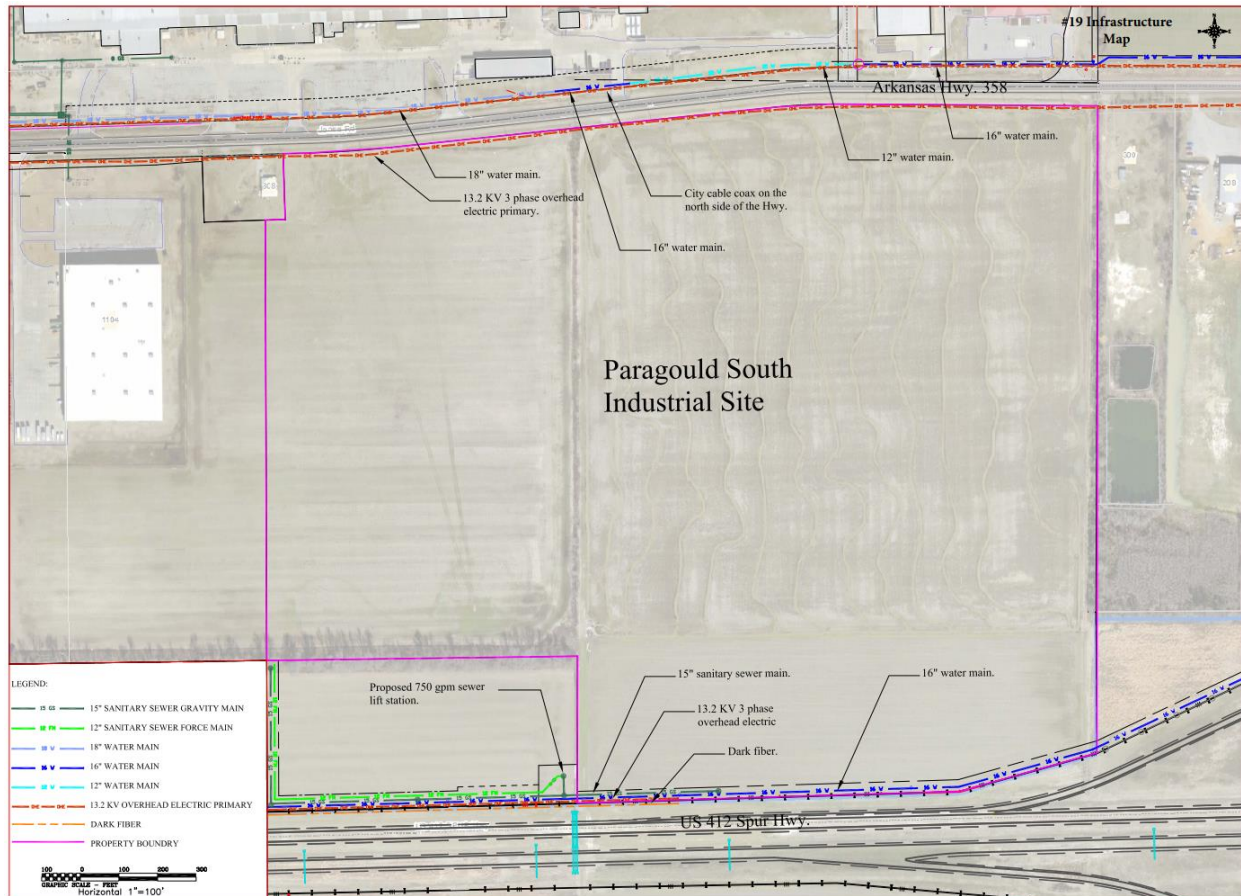 #19 Infrastructure
Map
Arkansas Hwy. 358
16" water main.
12" water main.
18" water main.
City cable coax on the
north side of the Hwy.
13.2 KV 3 phase overhead
electric primary.
16" water main.
1184
Paragould South
Industrial Site
Proposed 750 gpm sewer
lift station.
15" sanitary sewer main.
16" water main.
13.2 KV 3 phase
overhead electric
Dark fiber.
US 412 Spur Hwy.
LEGEND:
15 GS 15" SANITARY SEWER GRAVITY MAIN
12" SANITARY SEWER FORCE MAIN
18" WATER MAIN
16" WATER MAIN
12" WATER MAIN
13.2 KV OVERHEAD ELECTRIC PRIMARY
DARK FIBER
PROPERTY BOUNDRY
100 0 100 200 300
GRAPHIC SCALE - FEET
Horizontal 1"=100'